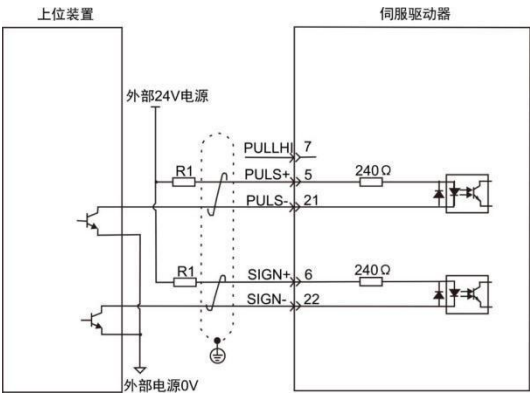 上位装置
伺服驱动器
外部24V电源
PULLHI 7
R1 PULS+ 5 240Ω
PULS- 21
R1 SIGN+ 6 240Ω
SIGN- 22
外部电源0V